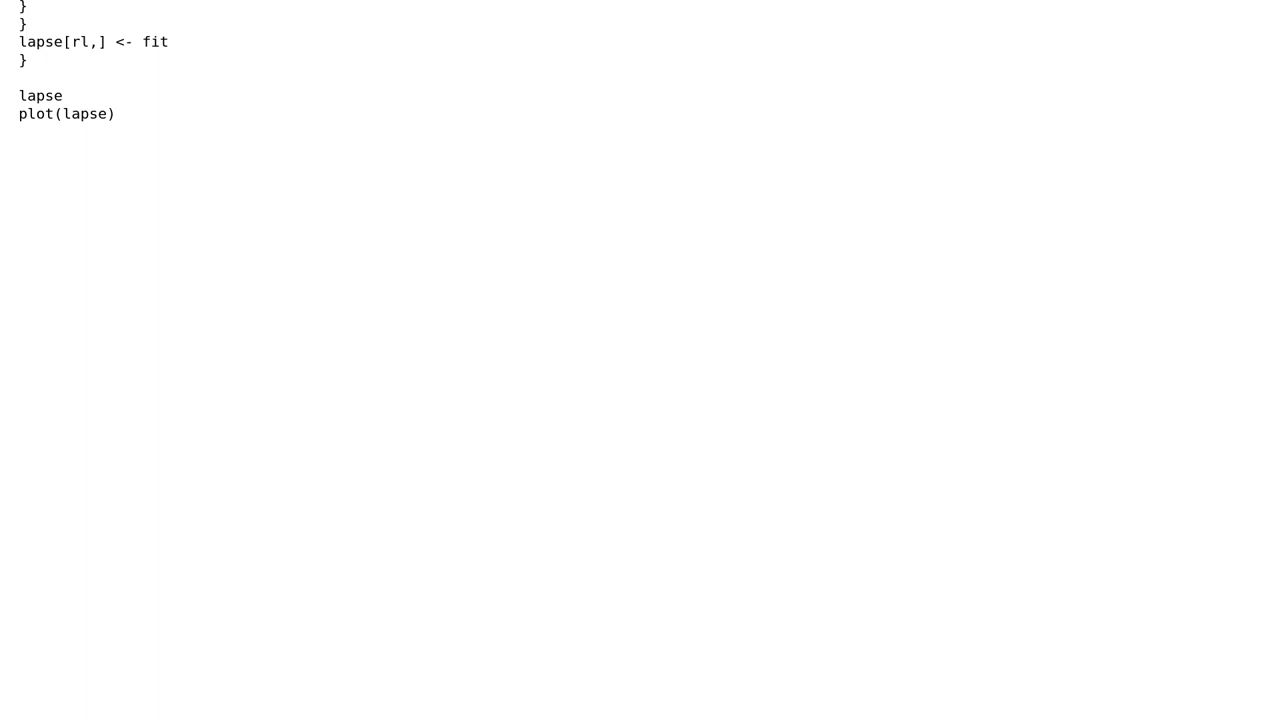 }
}
lapse[rl,] <- fit
}

lapse
plot(lapse)